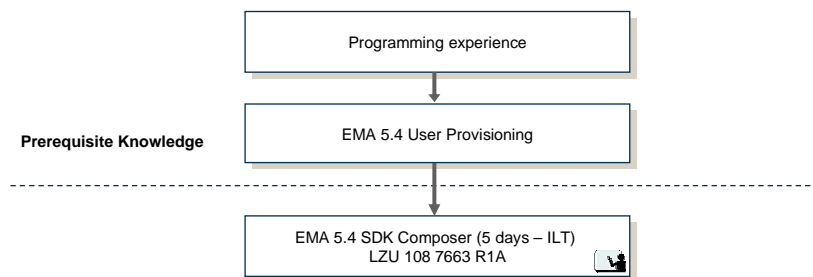 Programming experience
EMA 5.4 User Provisioning
Prerequisite Knowledge
EMA 5.4 SDK Composer (5 days – ILT)
LZU 108 7663 R1A